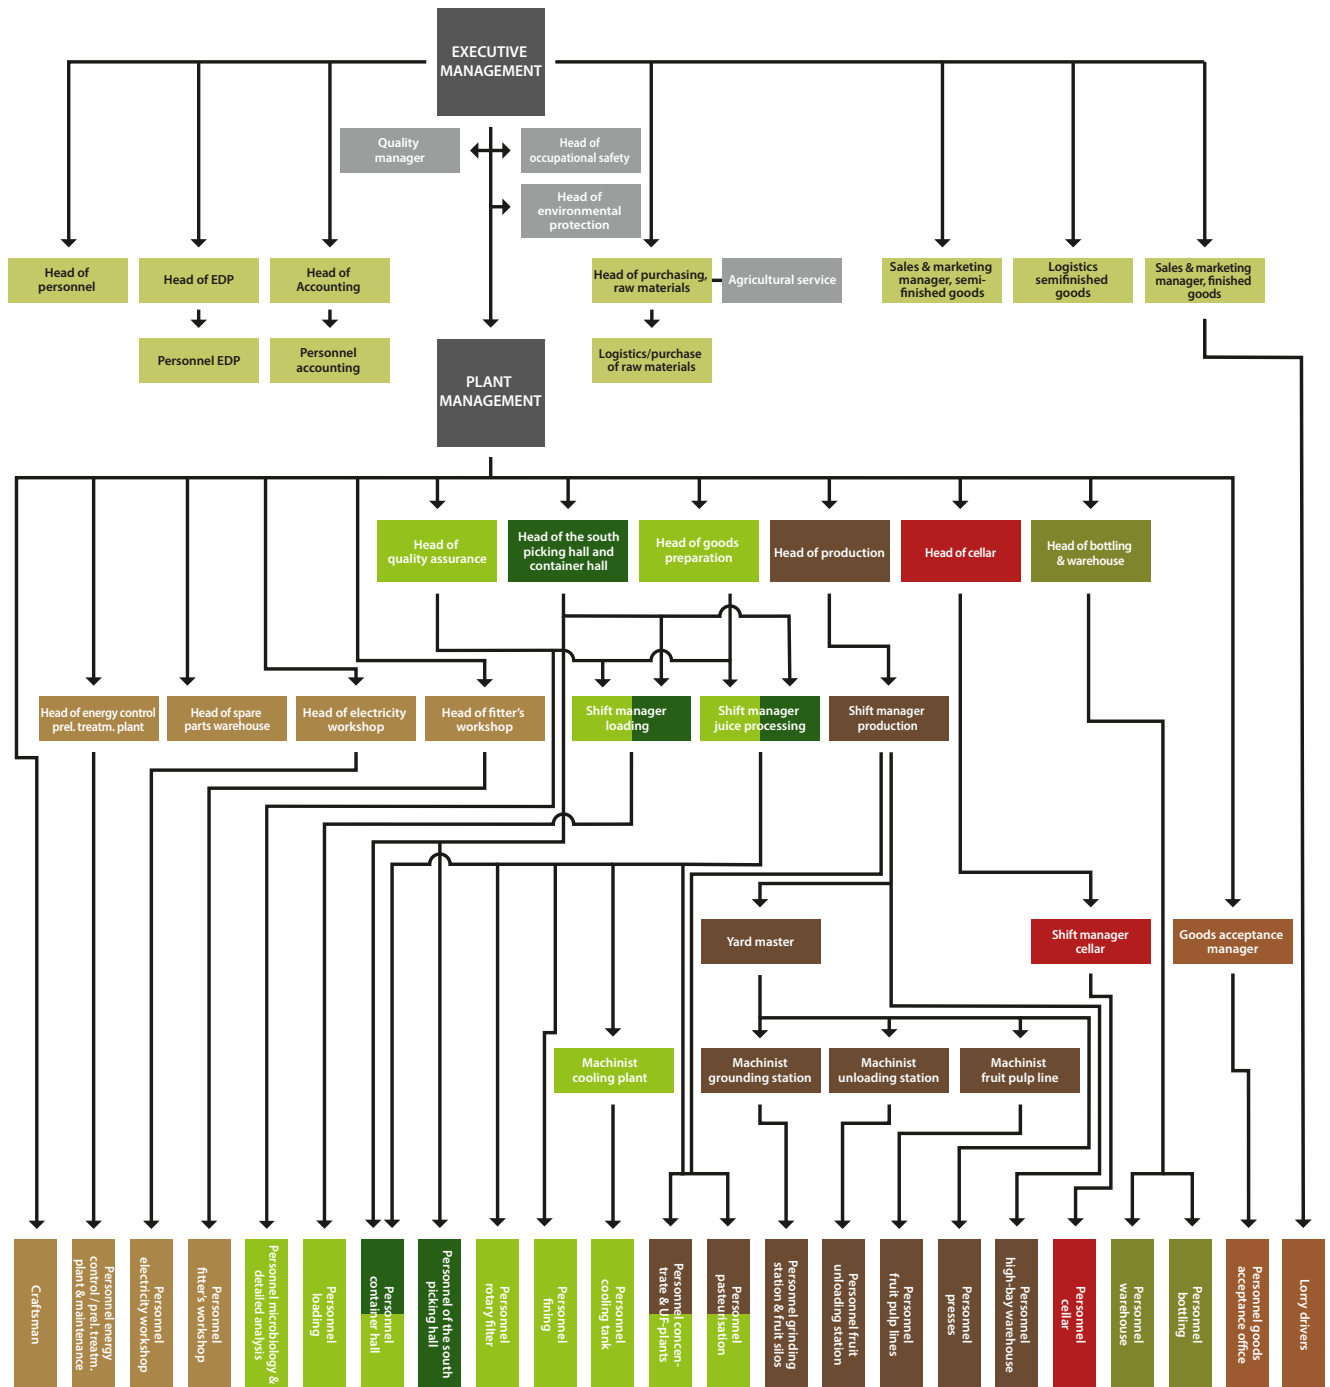 EXECUTIVE
MANAGEMENT
Quality
manager
Head of
occupational safety
Head of
environmental
protection
Head of
personnel
Head of EDP
Head of
Accounting
Head of purchasing,
raw materials
Agricultural service
Sales & marketing
manager, semi-
finished goods
Logistics
semifinished
goods
Sales & marketing
manager, finished
goods
Personnel EDP
Personnel
accounting
Logistics/purchase
of raw materials
PLANT
MANAGEMENT
Head of
quality assurance
Head of the south
picking hall and
container hall
Head of goods
preparation
Head of production
Head of cellar
Head of bottling
& warehouse
Head of energy control
prel. treatm. plant
Head of spare
parts warehouse
Head of electricity
workshop
Head of fitter's
workshop
Shift manager
loading
Shift manager
juice processing
Shift manager
production
Yard master
Shift manager
cellar
Goods acceptance
manager
Machinist
cooling plant
Machinist
grounding station
Machinist
unloading station
Machinist
fruit pulp line
Craftsman
Personnel energy
control / prel. treatm.
plant & maintenance
Personnel
electricity workshop
Personnel
fitter's workshop
Personnel microbiology &
detailed analysis
Personnel
loading
Personnel
container hall
Personnel of the south
picking hall
Personnel
rotary filter
Personnel
fining
Personnel
cooling tank
Personnel concen-
trate & UF-plants
Personnel
pasteurisation
Personnel grinding
station & fruit silos
Personnel fruit
unloading station
Personnel
fruit pulp lines
Personnel
presses
Personnel
high-bay warehouse
Personnel
cellar
Personnel
warehouse
Personnel
bottling
Personnel goods
acceptance office
Lorry drivers